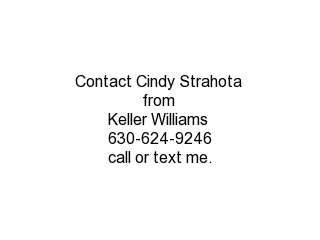 Contact Cindy Strahota
from
Keller Williams
630-624-9246
call or text me.